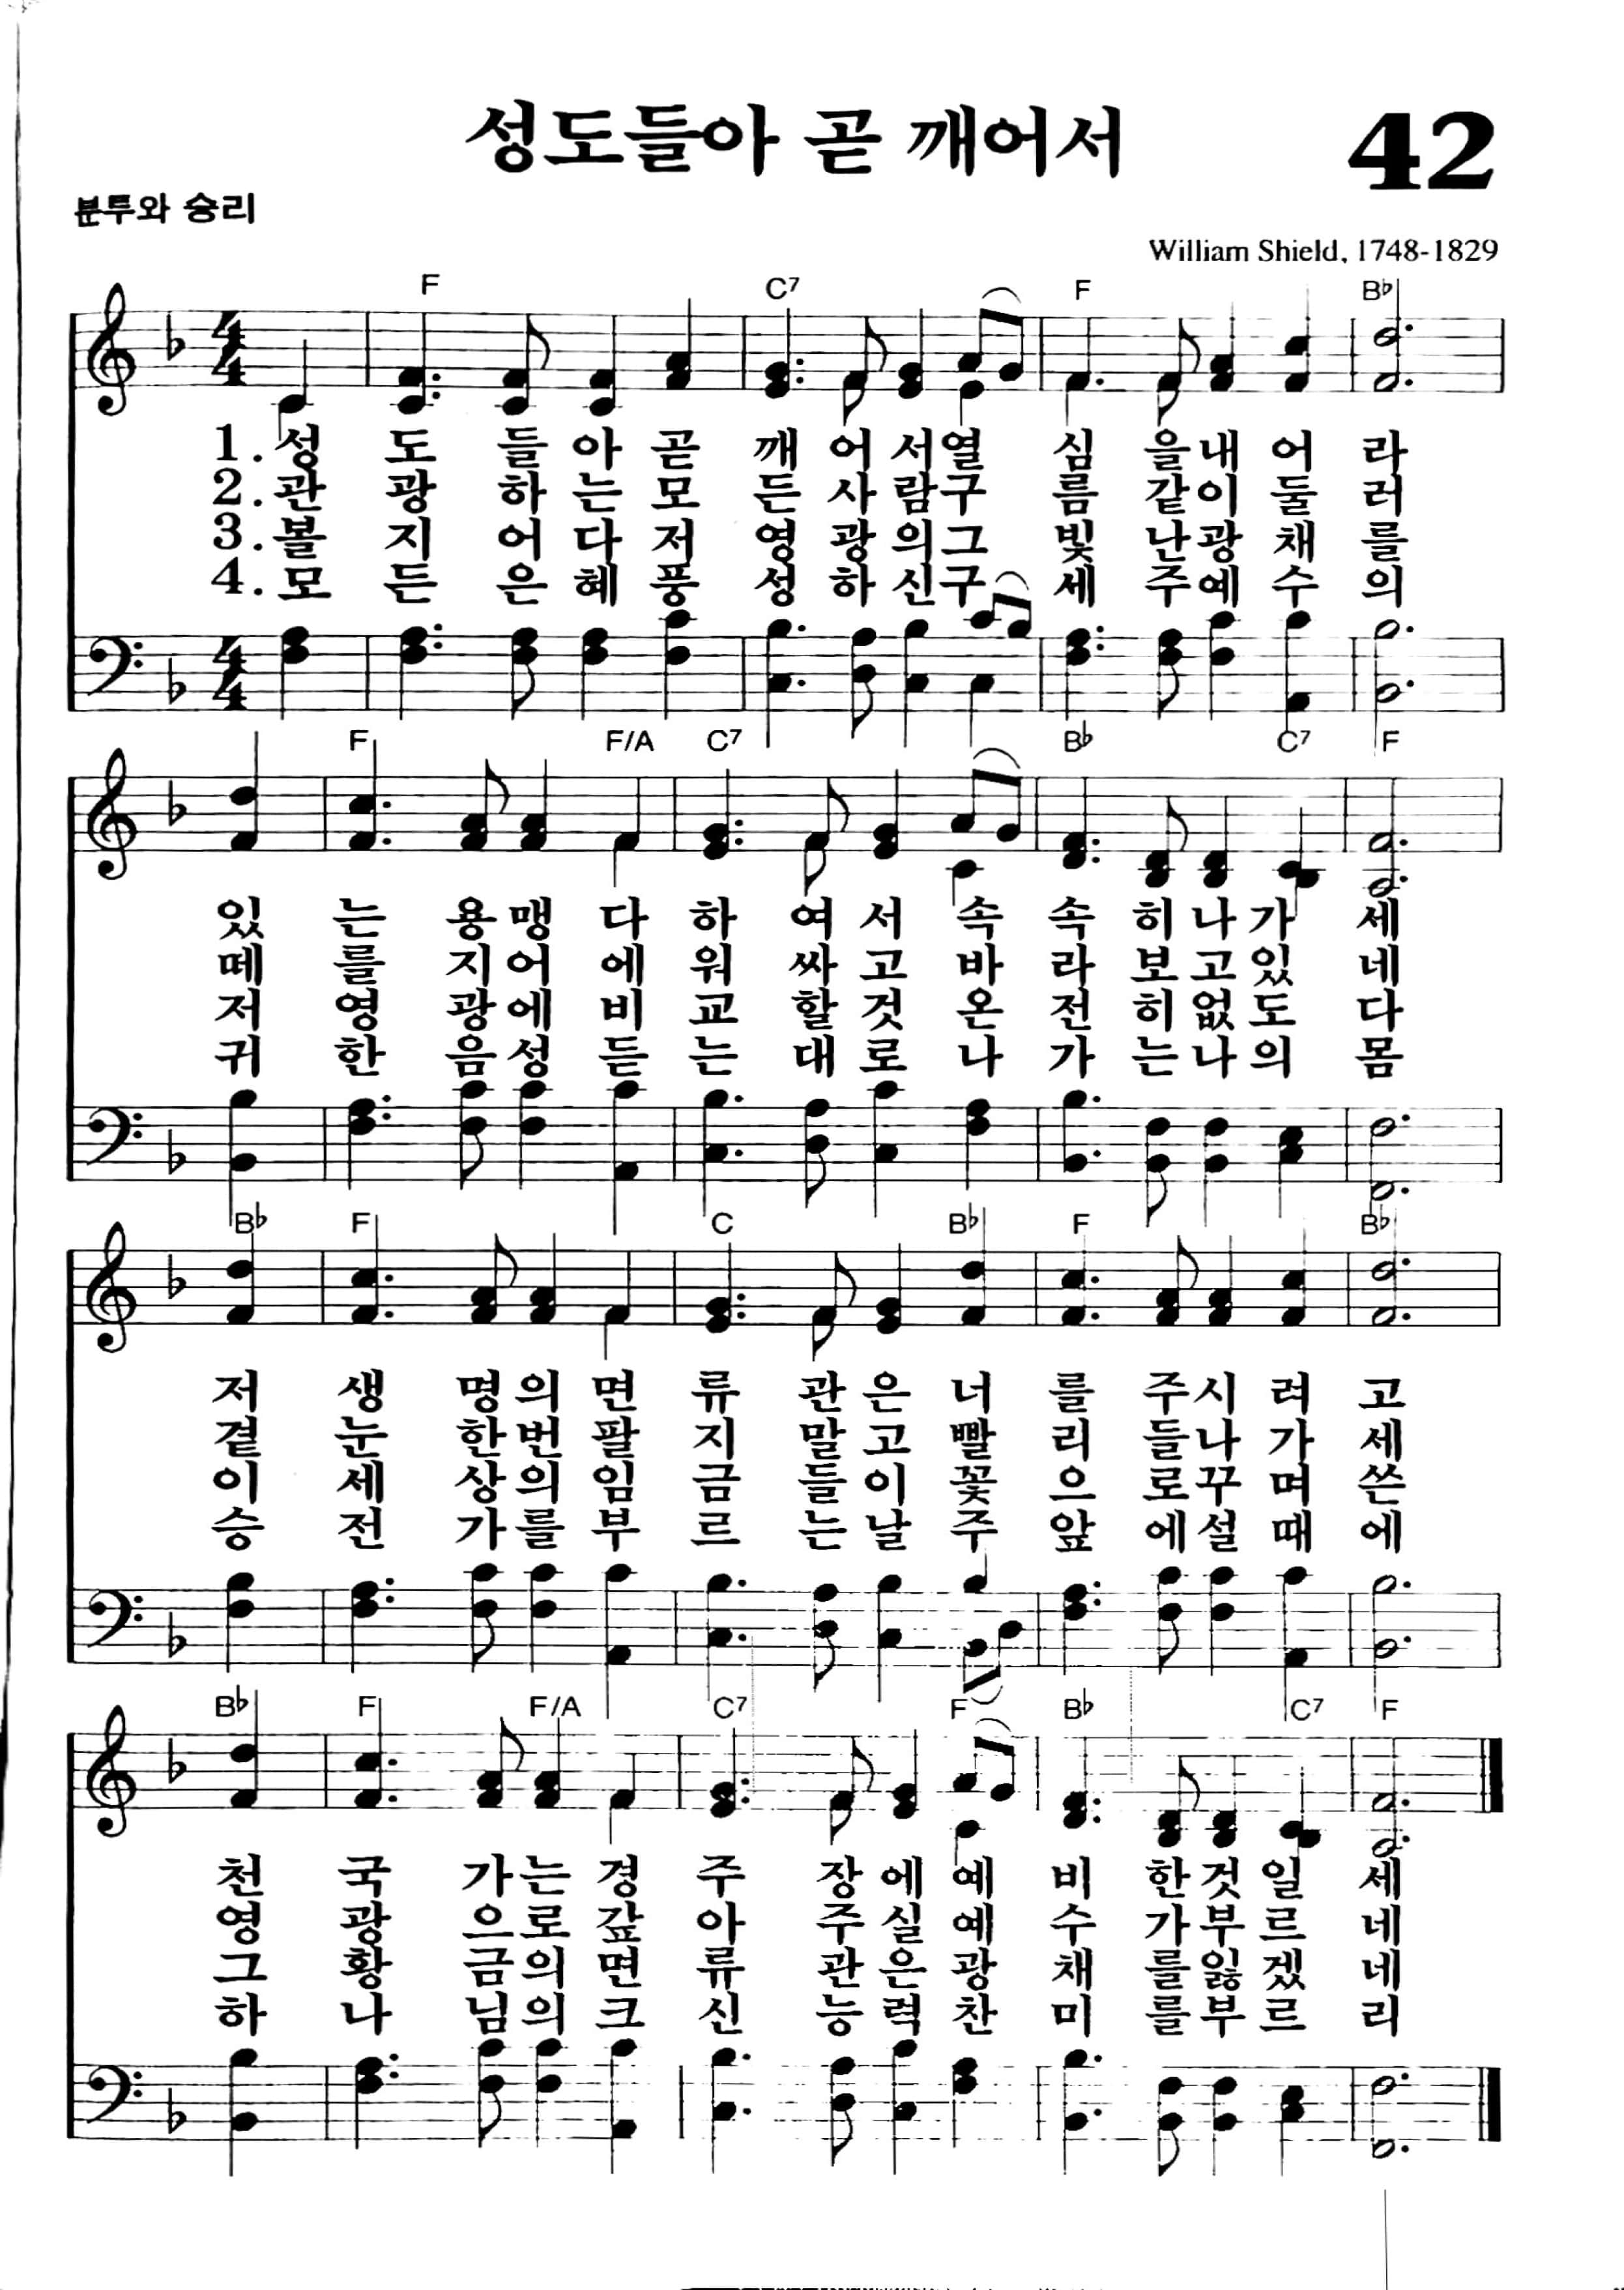 성도들아 곧 깨어서
42
분투와 승리
William Shield, 1748-1829
F C7 F B♭
1. 성 도 들 아 곧 깨 어 서 열 심 을 내 어 라
2. 관 광 하 는 모 든 사 람 구 름 같 이 둘 러
3. 볼 지 어 다 저 영 광 의 그 빛 난 광 채 를
4. 모 든 은 혜 풍 성 하 신 구 세 주 예 수 의
F F/A C7 B♭ C7 F
있 는 용 맹 다 하 여 서 속 속 히 나 가 세
떼 를 지 어 에 워 싸 고 바 라 보 고 있 네
저 영 광 에 비 교 할 것 온 전 히 없 도 다
귀 한 음 성 듣 는 대 로 나 가 는 나 의 몸
B♭ F C B♭ F B♭
저 생 명 의 면 류 관 은 너 를 주 시 려 고
곁 눈 한 번 팔 지 말 고 빨 리 들 나 가 세
이 세 상 의 임 금 들 이 꽃 으 로 꾸 며 쓴
승 전 가 를 부 르 는 날 주 앞 에 설 때 에
B♭ F F/A C7 F B♭ C7 F
천 국 가 는 경 주 장 에 예 비 한 것 일 세
영 광 으 로 갚 아 주 실 예 수 가 부 르 네
그 황 금 의 면 류 관 은 광 채 를 잃 겠 네
하 나 님 의 크 신 능 력 찬 미 를 부 르 리